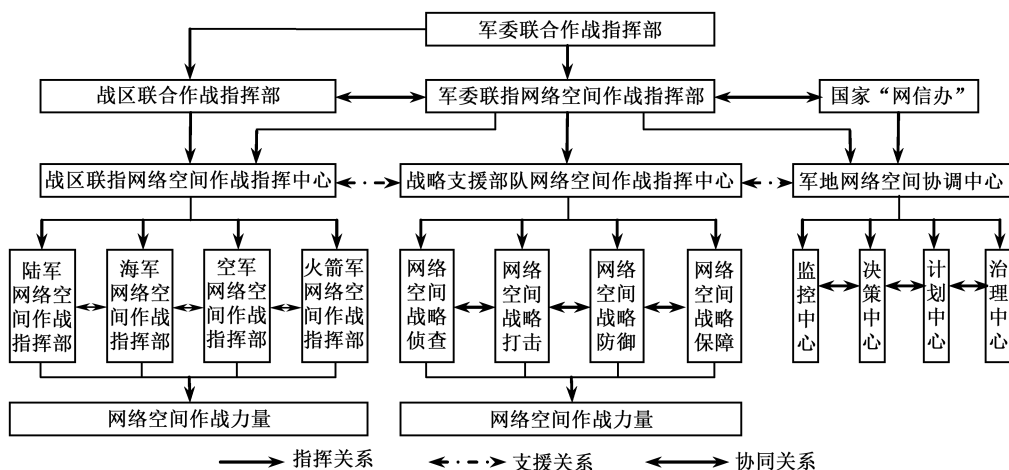 军委联合作战指挥部
战区联合作战指挥部
军委联指网络空间作战指挥部
国家“网信办”
战区联指网络空间作战指挥中心
战略支援部队网络空间作战指挥中心
军地网络空间协调中心
陆军
网络空
间作战
指挥部
海军
网络空
间作战
指挥部
空军
网络空
间作战
指挥部
火箭军
网络空
间作战
指挥部
网络
空间
战略
侦查
网络
空间
战略
打击
网络
空间
战略
防御
网络
空间
战略
保障
监控中心
决策中心
计划中心
治理中心
网络空间作战力量
网络空间作战力量
指挥关系
支援关系
协同关系